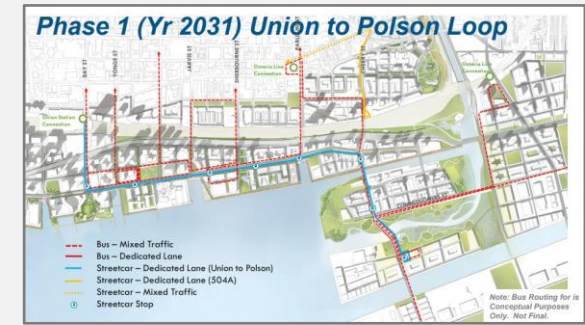 Phase 1 (Yr 2031) Union to Polson Loop
BAY ST
YONGE ST
JARVIS ST
SHERBOURNE ST
Ontario Line
Connection
Ontario Line
Connection
Union Station
Connection
Bus – Mixed Traffic
Bus – Dedicated Lane
Streetcar – Dedicated Lane (Union to Polson)
Streetcar – Dedicated Lane (504A)
Streetcar – Mixed Traffic
Streetcar Stop
Note: Bus Routing for is
Conceptual Purposes
Only. Not Final.